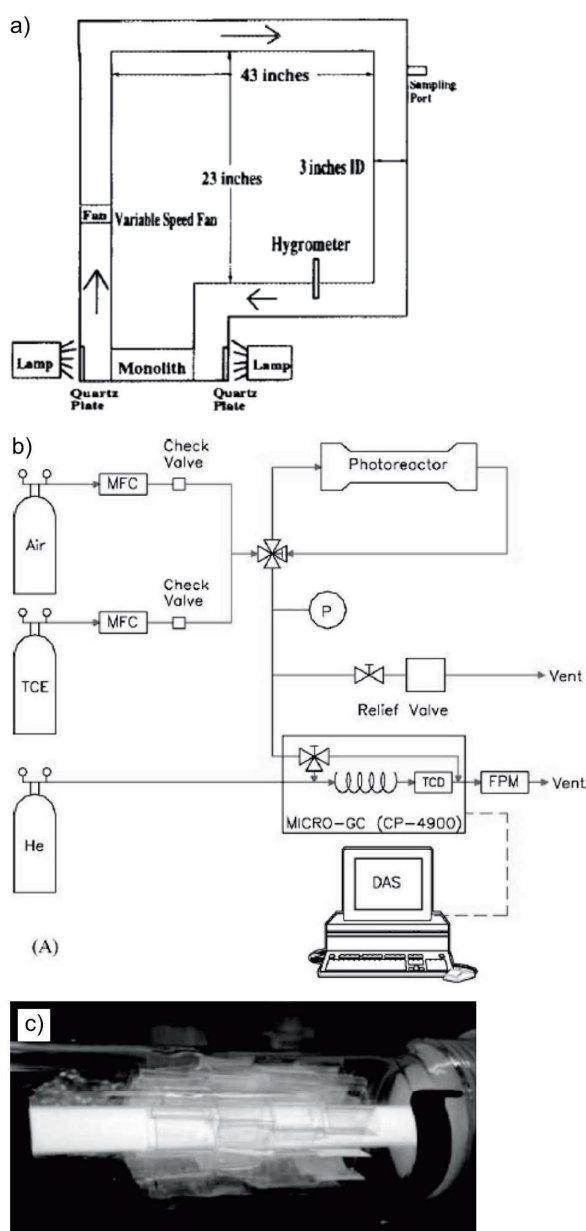 a)
43 inches
Sampling
Port
3 inches ID
23 inches
Fan
Variable Speed Fan
Hygrometer
Lamp
Monolith
Lamp
Quartz
Plate
Quartz
Plate
b)
Check
Valve
MFC
Photoreactor
Air
Check
Valve
MFC
P
TCE
Vent
Relief Valve
TCD
FPM
Vent
MICRO-GC (CP-4900)
He
DAS
(A)
c)